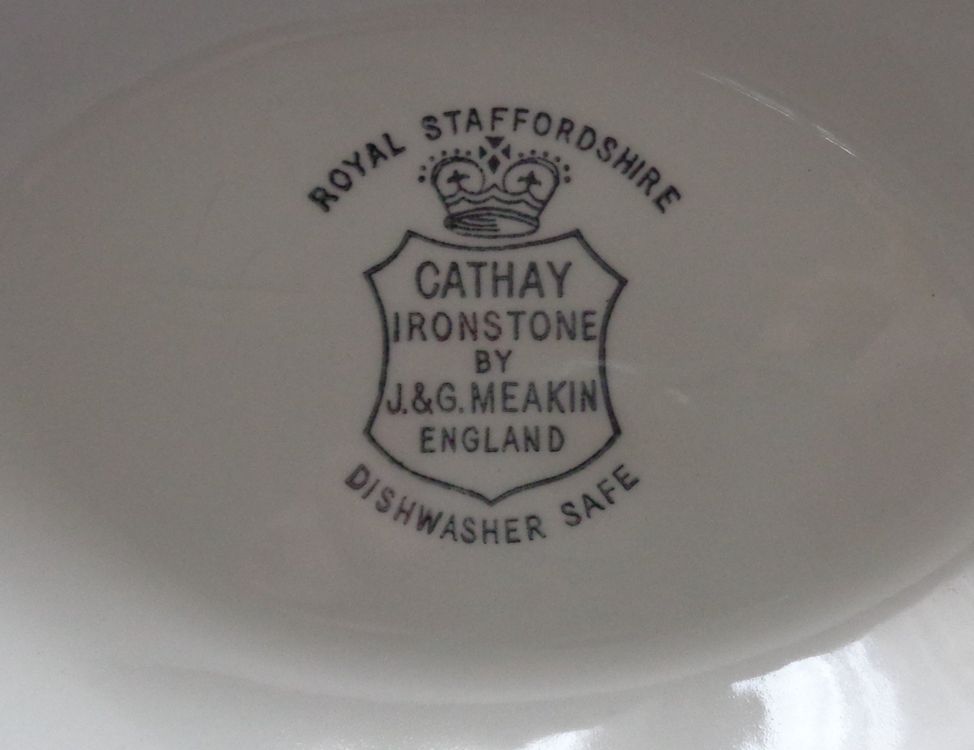 ROYAL STAFFORDSHIRE
CATHAY
IRONSTONE
BY
J.&G. MEAKIN
ENGLAND
DISHWASHER SAFE